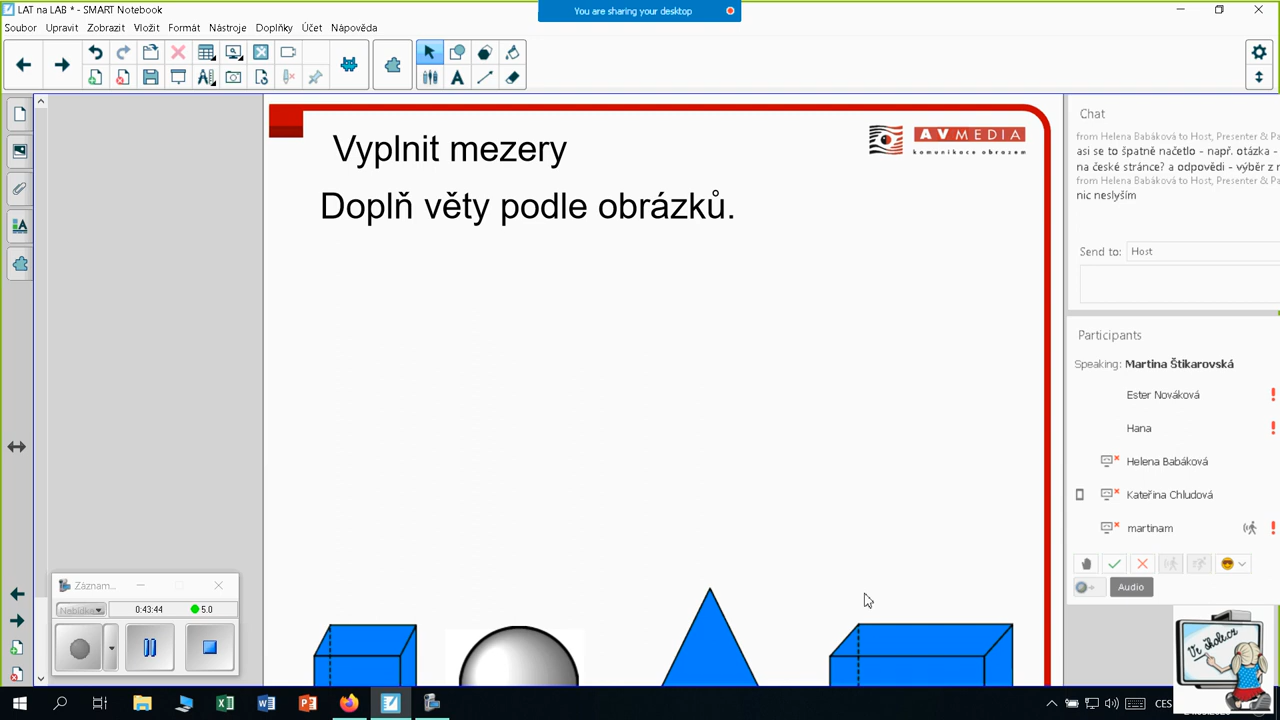 LAT na LAB * - SMART Notebook
You are sharing your desktop
Soubor Upravit Zobrazit Vložit Formát Nástroje Doplňky Účet Nápověda
Vyplnit mezery
Doplň věty podle obrázků.
AV MEDIA
komunikace obrazem
Chat
from Helena Babáková to Host, Presenter & Pa
asi se to špatně načetlo - např. otázka -
na české stránce? a odpovědi - výběr z
from Helena Babáková to Host, Presenter & Pa
nic neslyším
Send to: Host
Participants
Speaking: Martina Štikarovská
Ester Nováková
Hana
Helena Babáková
Kateřina Chludová
martinam
Audio
Záznam...
Nabídka
0:43:44
5.0
Ve škole.cz
CES